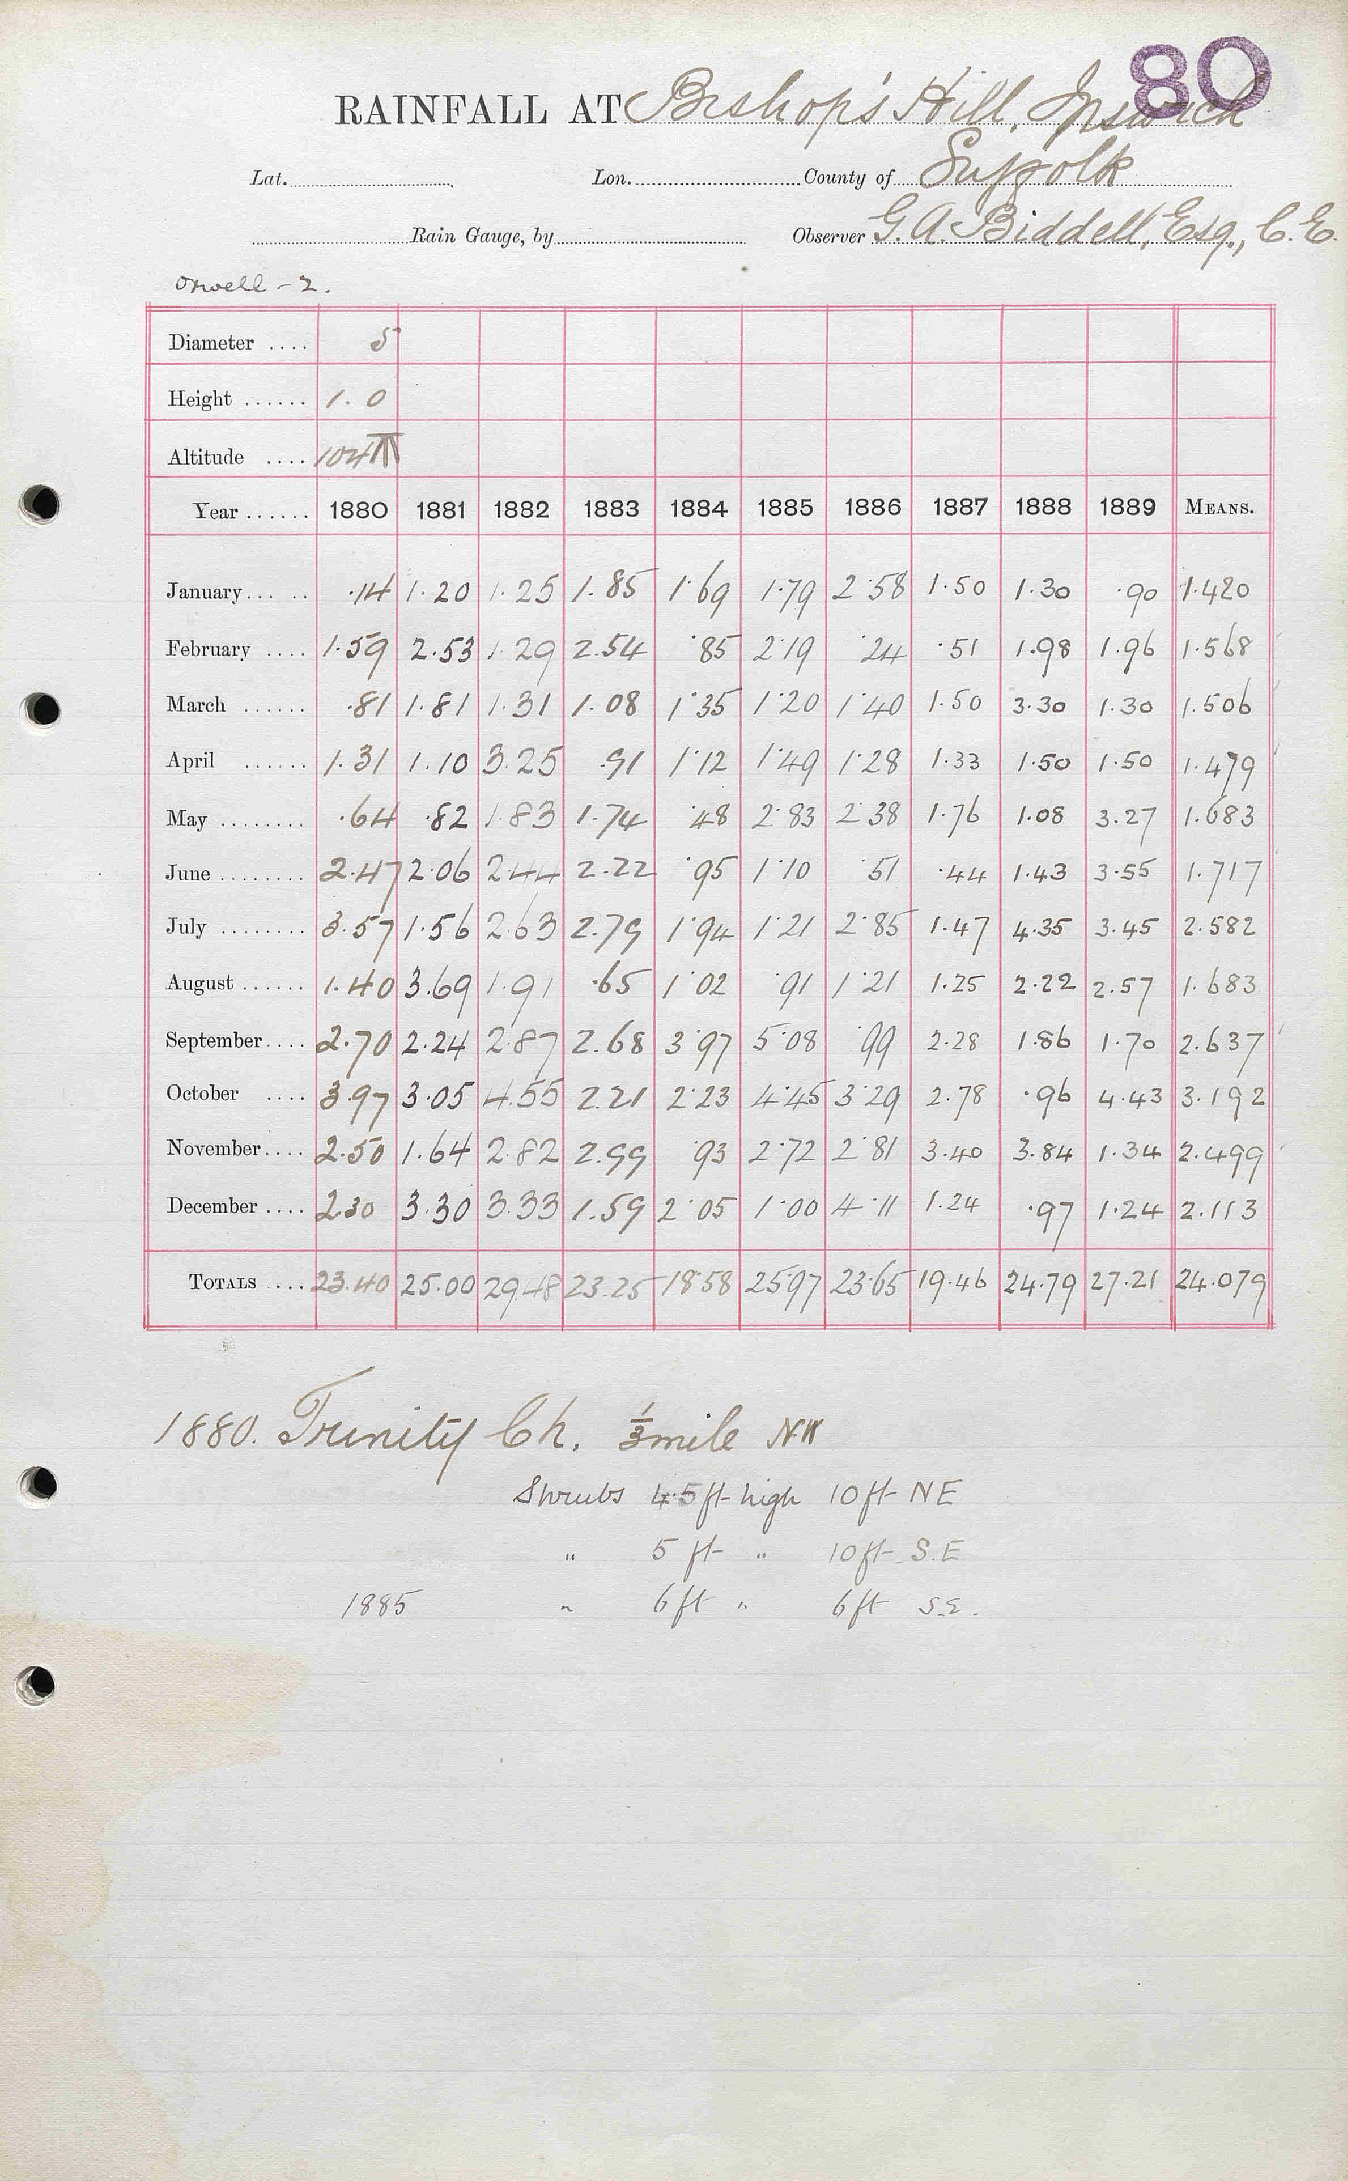 80
RAINFALL AT Bishop's Hill, Ipswich
Lat. Lon. County of Suffolk
Rain Gauge, by Observer G. A. Biddell, Esq., C.E.
Orwell - 2.
Diameter .... 5
Height ...... 1. 0
Altitude .... 104
Year ...... 1880 1881 1882 1883 1884 1885 1886 1887 1888 1889 MEANS.
January... .. .14 1.20 1.25 1.85 1.69 1.79 2.58 1.50 1.30 .90 1.420
February .... 1.59 2.53 1.29 2.54 .85 2.19 .24 .51 1.98 1.96 1.568
March ...... .81 1.81 1.31 1.08 1.35 1.20 1.40 1.50 3.30 1.30 1.506
April ...... 1.31 1.10 3.25 .91 1.12 1.49 1.28 1.33 1.50 1.50 1.479
May ........ .64 .82 1.83 1.74 .48 2.83 2.38 1.76 1.08 3.27 1.683
June ........ 2.47 2.06 2.44 2.22 .95 1.10 .51 .44 1.43 3.55 1.717
July ........ 3.57 1.56 2.63 2.79 1.94 1.21 2.85 1.47 4.35 3.45 2.582
August ...... 1.40 3.69 1.91 .65 1.02 .91 1.21 1.25 2.22 2.57 1.683
September.... 2.70 2.24 2.87 2.68 3.97 5.08 .99 2.28 1.86 1.70 2.637
October .... 3.97 3.05 4.55 2.21 2.23 4.45 3.29 2.78 .96 4.43 3.192
November.... 2.50 1.64 2.82 2.99 .93 2.72 2.81 3.40 3.84 1.34 2.499
December .... 2.30 3.30 3.33 1.59 2.05 1.00 4.11 1.24 .97 1.24 2.113
TOTALS .... 23.40 25.00 29.48 23.25 18.58 25.97 23.65 19.46 24.79 27.21 24.079
1880. Trinity Ch. 1/3 mile NW
Shrubs 4.5 ft high 10 ft NE
" 5 ft " 10 ft S.E
1885 " 6 ft " 6 ft S.E.